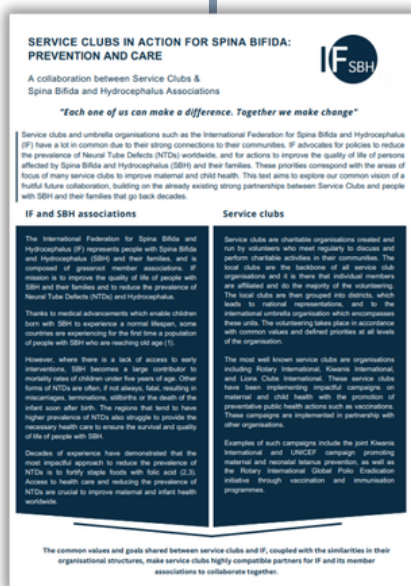 SERVICE CLUBS IN ACTION FOR SPINA BIFIDA:
PREVENTION AND CARE
IF SBH
A collaboration between Service Clubs &
Spina Bifida and Hydrocephalus Associations
"Each one of us can make a difference. Together we make change"
Service clubs and umbrella organisations such as the International Federation for Spina Bifida and Hydrocephalus
(IF) have a lot in common due to their strong connections to their communities. IF advocates for policies to reduce
the prevalence of Neural Tube Defects (NTDs) worldwide, and for actions to improve the quality of life of persons
affected by Spina Bifida and Hydrocephalus (SBH) and their families. These priorities correspond with the areas of
focus of many service clubs to improve maternal and child health. This text aims to explore our common vision of a
fruitful future collaboration, building on the already existing strong partnerships between Service Clubs and people
with SBH and their families that go back decades.
IF and SBH associations
The International Federation for Spina Bifida and
Hydrocephalus (IF) represents people with Spina Bifida
and Hydrocephalus (SBH) and their families, and is
composed of grassroot member associations. IF
mission is to improve the quality of life of people with
SBH and their families and to reduce the prevalence of
Neural Tube Defects (NTDs) and Hydrocephalus.
Thanks to medical advancements which enable children
born with SBH to experience a normal lifespan, some
countries are experiencing for the first time a population
of people with SBH who are reaching old age (1).
However, where there is a lack of access to early
interventions, SBH becomes a large contributor to
mortality rates of children under five years of age. Other
forms of NTDs are often, if not always, fatal, resulting in
miscarriages, terminations, stillbirths or the death of the
infant soon after birth. The regions that tend to have
higher prevalence of NTDs also struggle to provide the
necessary health care to ensure the survival and quality
of life of people with SBH.
Decades of experience have demonstrated that the
most impactful approach to reduce the prevalence of
NTDs is to fortify staple foods with folic acid (2,3).
Access to health care and reducing the prevalence of
NTDs are crucial to improve maternal and infant health
worldwide.
Service clubs
Service clubs are charitable organisations created and
run by volunteers who meet regularly to discuss and
perform charitable activities in their communities. The
local clubs are the backbone of all service club
organisations and it is there that individual members
are affiliated and do the majority of the volunteering.
The local clubs are then grouped into districts, which
leads to national representations, and to the
international umbrella organisation which encompasses
these units. The volunteering takes place in accordance
with common values and defined priorities at all levels
of the organisation.
The most well known service clubs are organisations
including Rotary International, Kiwanis International,
and Lions Clubs International. These service clubs
have been implementing impactful campaigns on
maternal and child health with the promotion of
preventative public health actions such as vaccinations.
These campaigns are implemented in partnership with
other organisations.
Examples of such campaigns include the joint Kiwanis
International and UNICEF campaign promoting
maternal and neonatal tetanus prevention, as well as
the Rotary International Global Polio Eradication
initiative through vaccination and immunisation
programmes.
The common values and goals shared between service clubs and IF, coupled with the similarities in their
organisational structures, make service clubs highly compatible partners for IF and its member
associations to collaborate together.